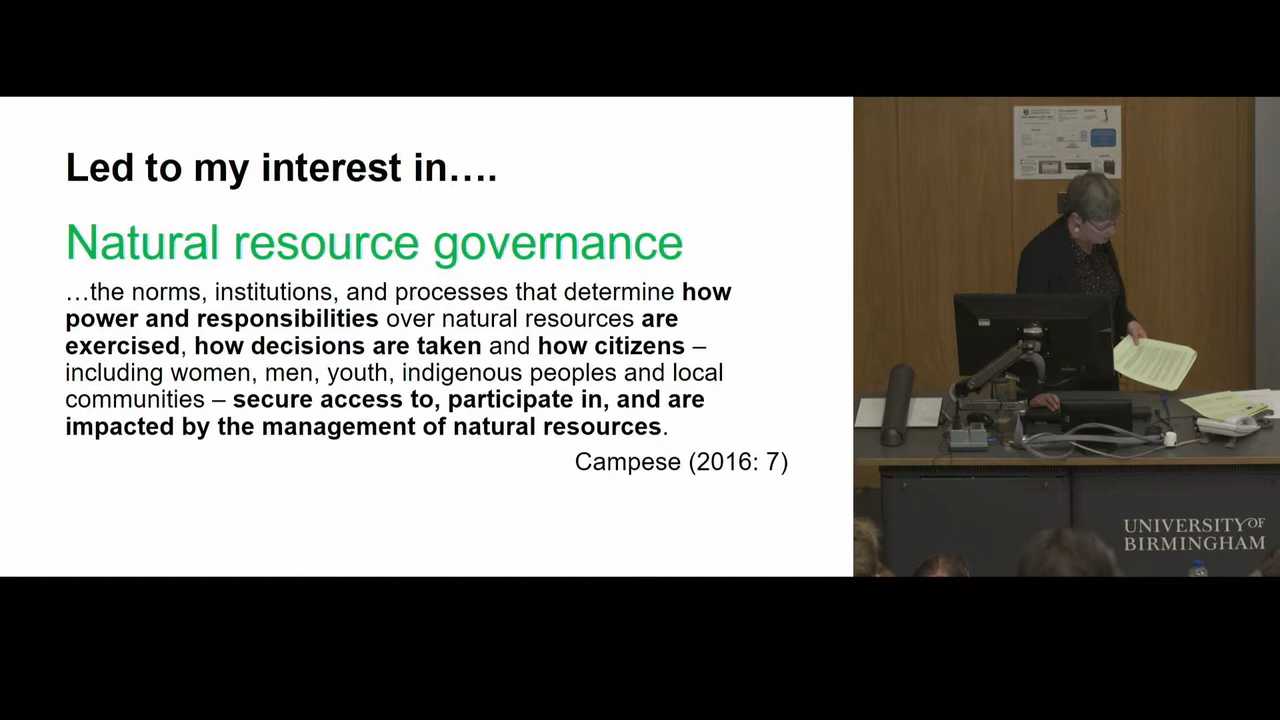 Led to my interest in….
Natural resource governance
…the norms, institutions, and processes that determine how
power and responsibilities over natural resources are
exercised, how decisions are taken and how citizens –
including women, men, youth, indigenous peoples and local
communities – secure access to, participate in, and are
impacted by the management of natural resources.
Campese (2016: 7)
UNIVERSITY OF
BIRMINGHAM